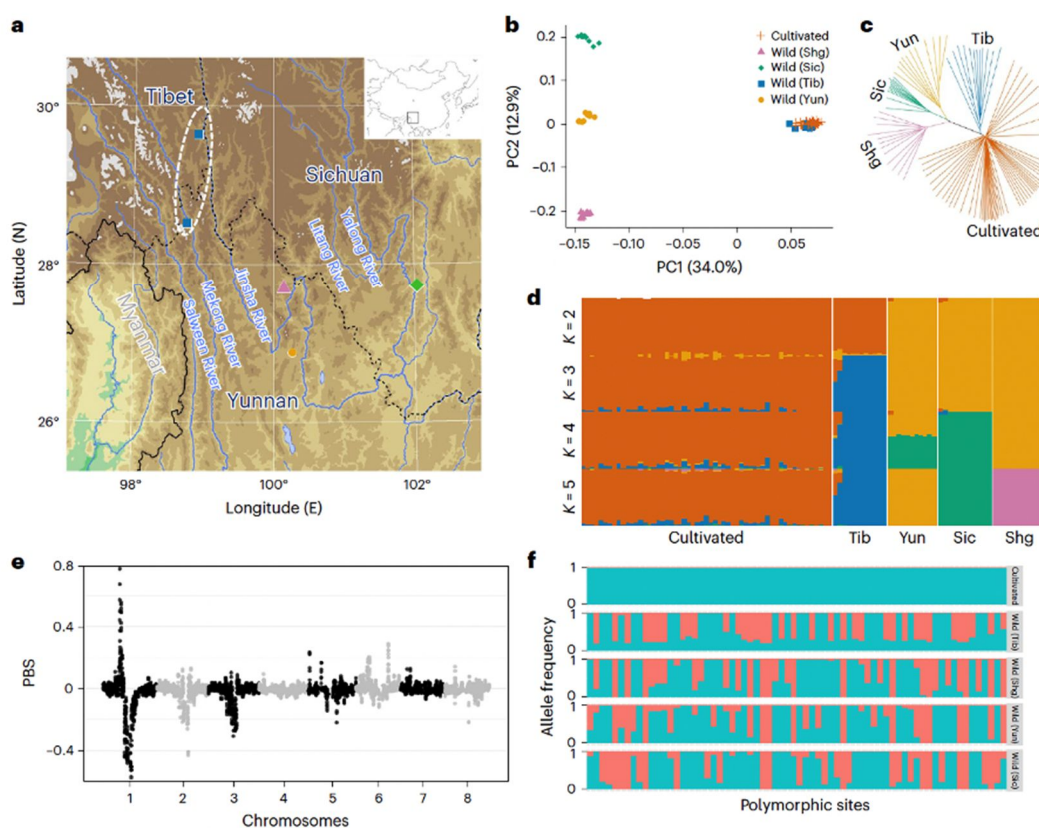 a
30°
28°
26°
Latitude (N)
98°
100°
102°
Longitude (E)
Tibet
Sichuan
Yunnan
Myanmar
Salween River
Mekong River
Jinsha River
Litang River
Yalong River
b
0.2
0.1
0
−0.1
−0.2
PC2 (12.9%)
−0.15
−0.10
−0.05
0
0.05
PC1 (34.0%)
Cultivated
Wild (Shg)
Wild (Sic)
Wild (Tib)
Wild (Yun)
c
Yun
Tib
Sic
Shg
Cultivated
d
K = 2
K = 3
K = 4
K = 5
Cultivated
Tib
Yun
Sic
Shg
e
0.8
0.4
0
−0.4
PBS
1
2
3
4
5
6
7
8
Chromosomes
f
Allele frequency
1
0
Cultivated
1
0
Wild (Tib)
1
0
Wild (Shg)
1
0
Wild (Yun)
1
0
Wild (Sic)
Polymorphic sites